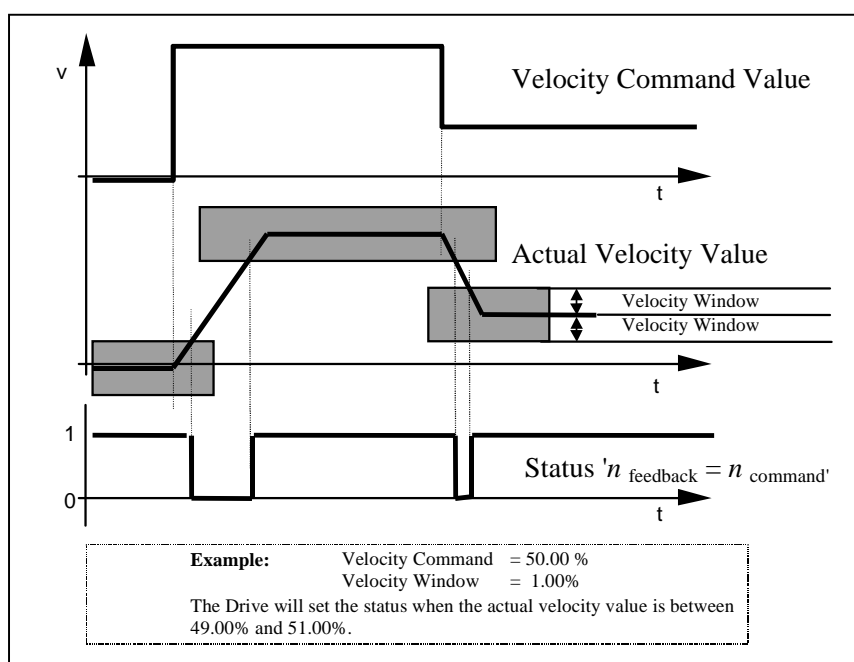 v
Velocity Command Value
t
Actual Velocity Value
Velocity Window
Velocity Window
t
1
Status 'n feedback = n command'
0
t
Example: Velocity Command = 50.00 %
Velocity Window = 1.00%
The Drive will set the status when the actual velocity value is between
49.00% and 51.00%.